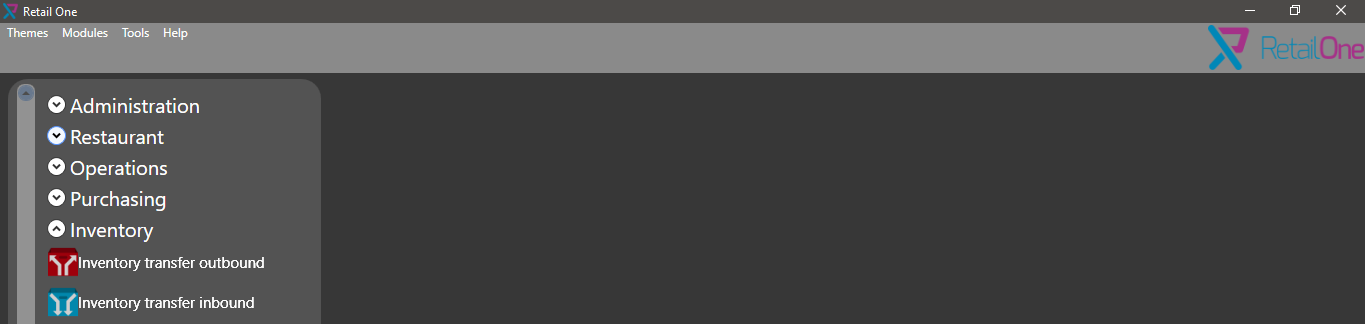 Retail One
Themes Modules Tools Help
RetailOne
Administration
Restaurant
Operations
Purchasing
Inventory
Inventory transfer outbound
Inventory transfer inbound